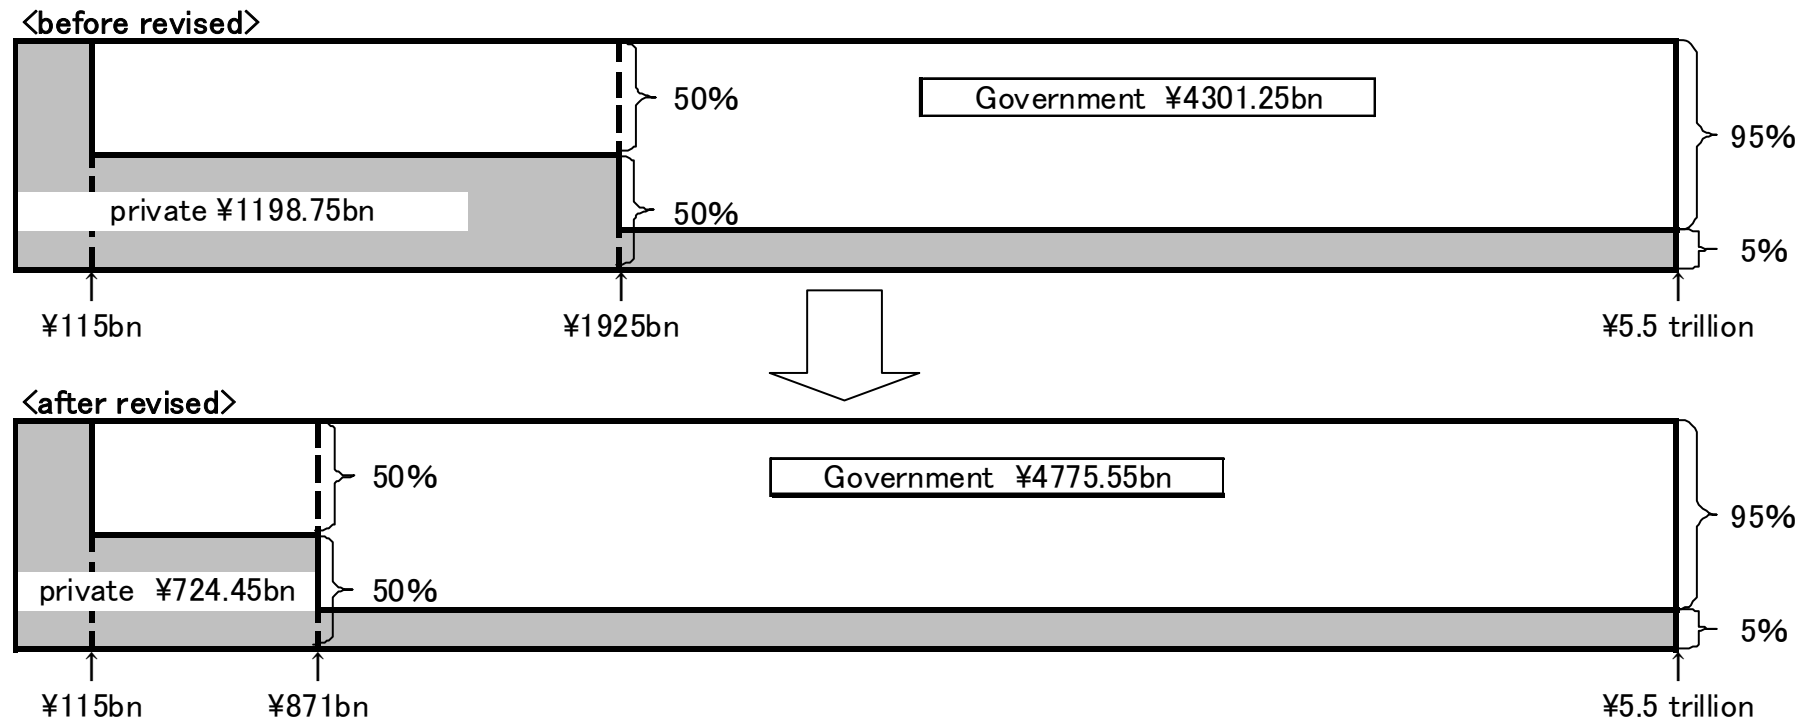 <before revised>
50%
Government ¥4301.25bn
95%
private ¥1198.75bn
50%
5%
¥115bn
¥1925bn
¥5.5 trillion
<after revised>
50%
Government ¥4775.55bn
95%
private ¥724.45bn
50%
5%
¥115bn
¥871bn
¥5.5 trillion